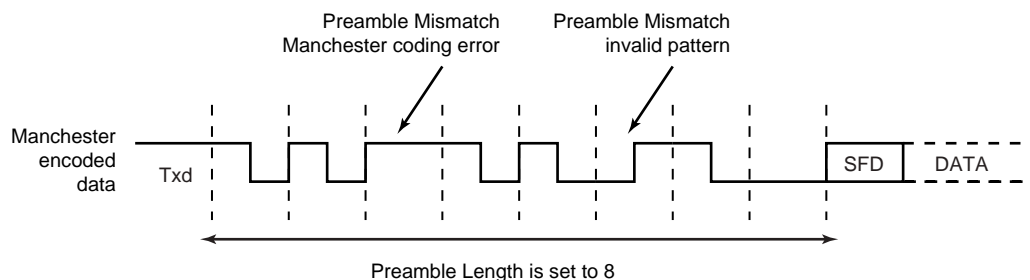 Preamble Mismatch
Manchester coding error
Preamble Mismatch
invalid pattern
Manchester
encoded
data
Txd
SFD
DATA
Preamble Length is set to 8